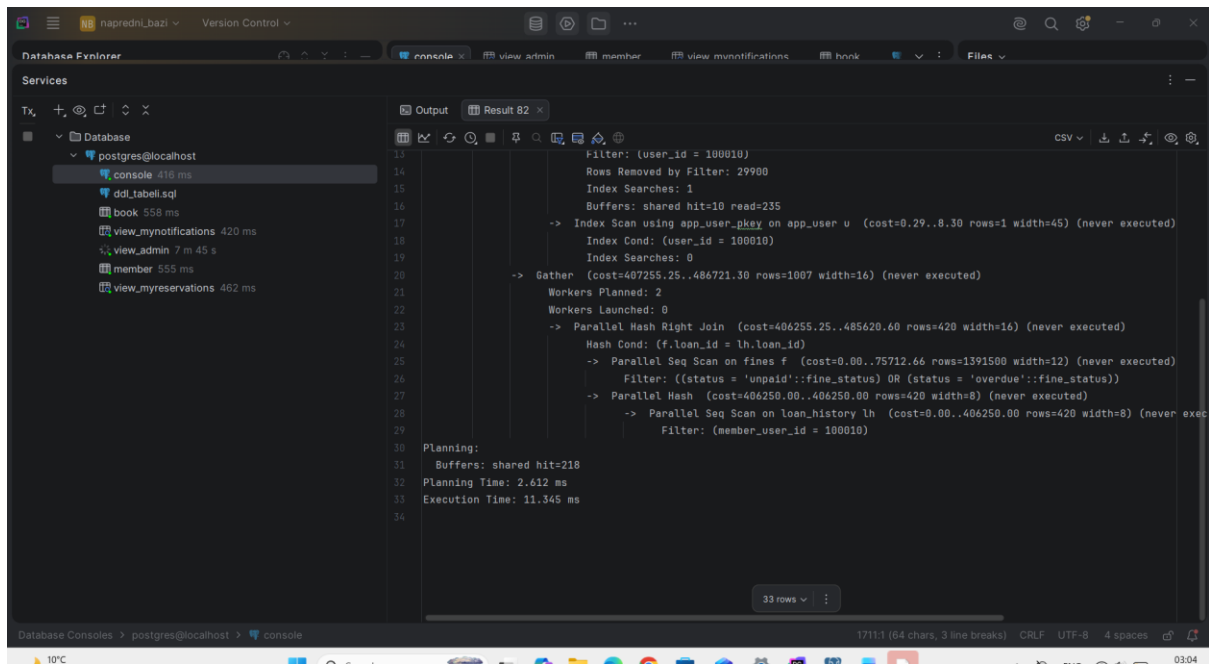 NB napredni_bazi Version Control
Database Explorer console view_admin member view_mynotifications book Files
Services
Tx Output Result 82
Database
CSV
postgres@localhost
console 416 ms
ddl_tabeli.sql
book 558 ms
view_mynotifications 420 ms
view_admin 7 m 45 s
member 555 ms
view_myreservations 462 ms
13 Filter: (user_id = 100010)
14 Rows Removed by Filter: 29900
15 Index Searches: 1
16 Buffers: shared hit=10 read=235
17 -> Index Scan using app_user_pkey on app_user u (cost=0.29..8.30 rows=1 width=45) (never executed)
18 Index Cond: (user_id = 100010)
19 Index Searches: 0
20 -> Gather (cost=407255.25..486721.30 rows=1007 width=16) (never executed)
21 Workers Planned: 2
22 Workers Launched: 0
23 -> Parallel Hash Right Join (cost=406255.25..485620.60 rows=420 width=16) (never executed)
24 Hash Cond: (f.loan_id = lh.loan_id)
25 -> Parallel Seq Scan on fines f (cost=0.00..75712.66 rows=1391500 width=12) (never executed)
26 Filter: ((status = 'unpaid'::fine_status) OR (status = 'overdue'::fine_status))
27 -> Parallel Hash (cost=406250.00..406250.00 rows=420 width=8) (never executed)
28 -> Parallel Seq Scan on loan_history lh (cost=0.00..406250.00 rows=420 width=8) (never exec
29 Filter: (member_user_id = 100010)
30 Planning:
31 Buffers: shared hit=218
32 Planning Time: 2.612 ms
33 Execution Time: 11.345 ms
34
33 rows
Database Consoles > postgres@localhost > console 1711:1 (64 chars, 3 line breaks) CRLF UTF-8 4 spaces
10°C 03:04